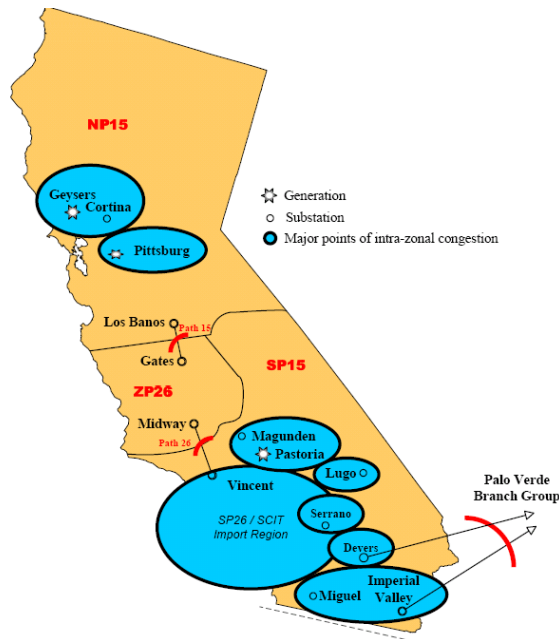 NP15
Geysers
Cortina
Pittsburg
Generation
Substation
Major points of intra-zonal congestion
Los Banos
Path 15
Gates
SP15
ZP26
Midway
Path 26
Magunden
Pastoria
Lugo
Vincent
Serrano
SP26 / SCIT
Import Region
Devers
Palo Verde
Branch Group
Imperial
Valley
Miguel